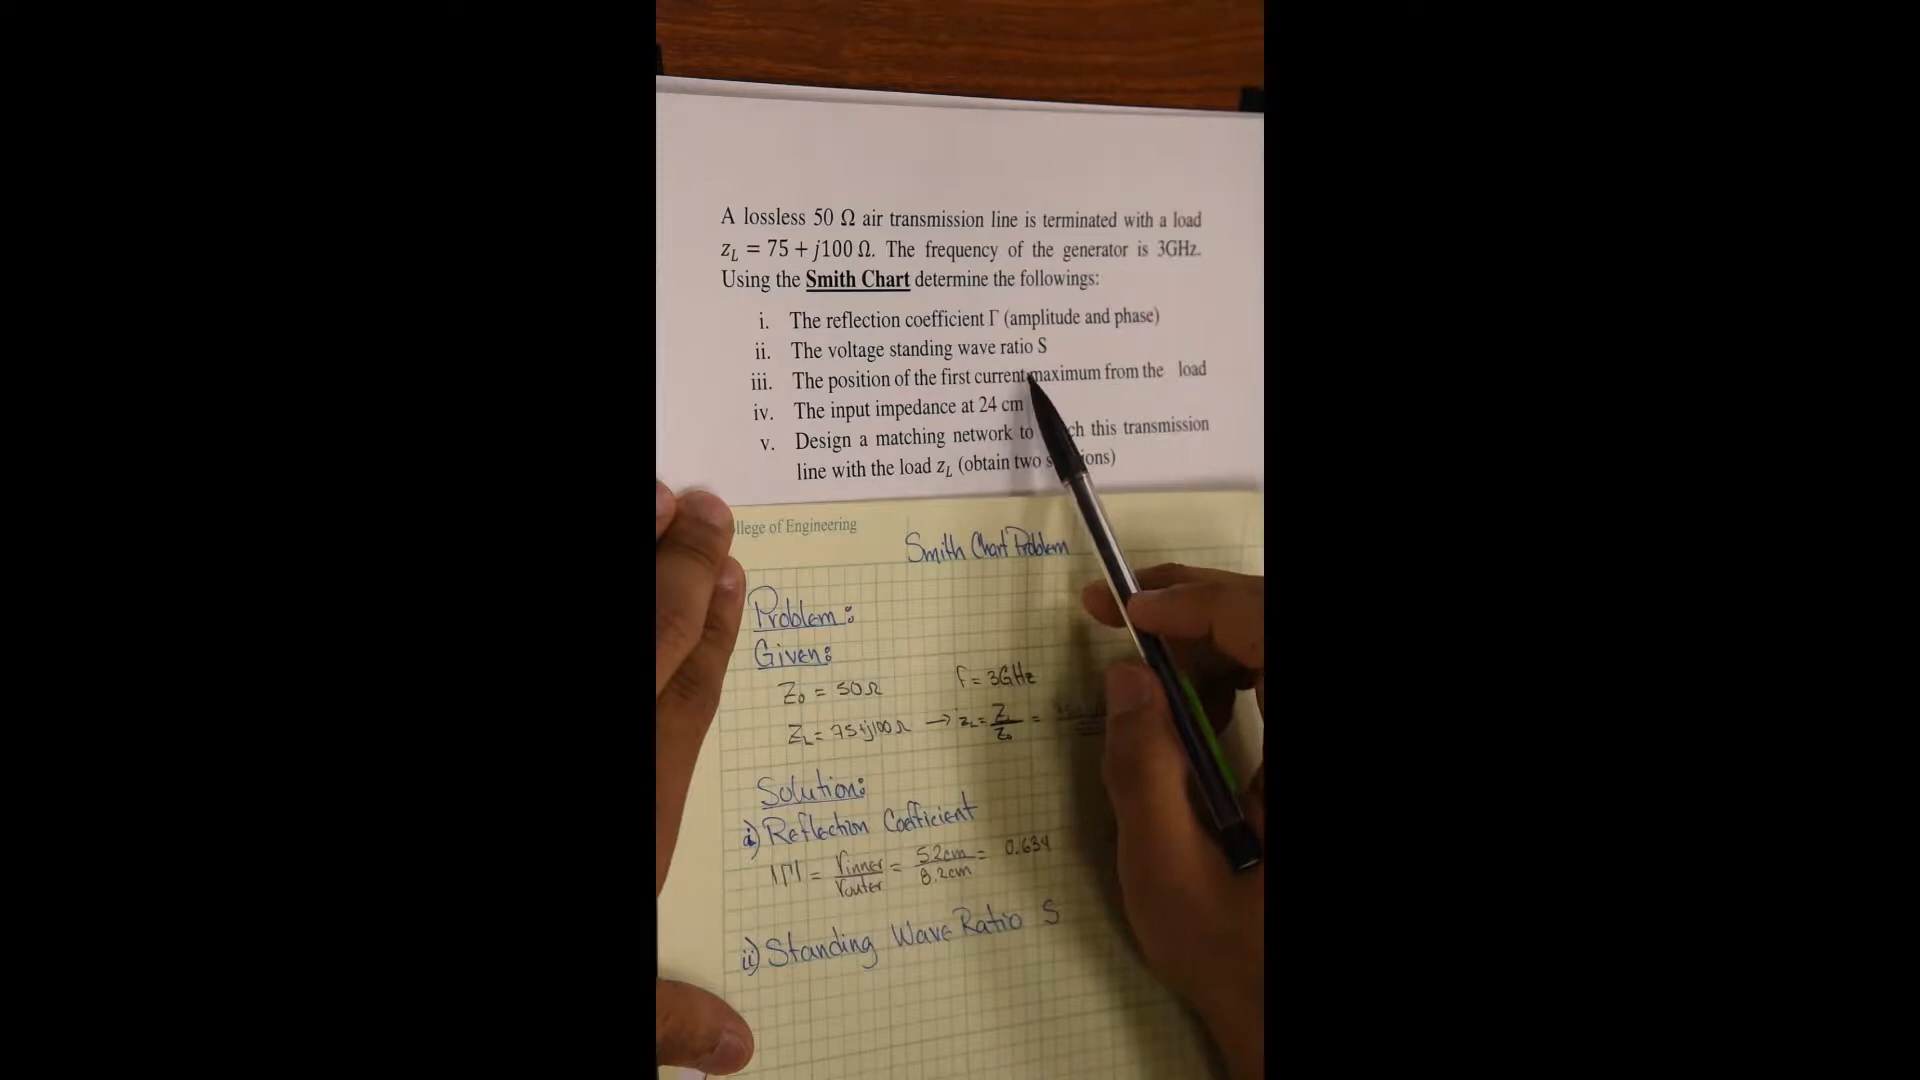 A lossless 50 Ω air transmission line is terminated with a load
z_L = 75 + j100 Ω. The frequency of the generator is 3GHz.
Using the Smith Chart determine the followings:
i. The reflection coefficient Γ (amplitude and phase)
ii. The voltage standing wave ratio S
iii. The position of the first current maximum from the load
iv. The input impedance at 24 cm
v. Design a matching network to this transmission
line with the load z_L (obtain two
llege of Engineering
Smith Chart Problem
Problem:
Given:
Z₀ = 50Ω f = 3GHz
Z_L = 75+j100Ω → z_L = Z_L/Z₀ =
Solution:
i) Reflection Coefficient
|Γ| = r_inner/r_outer = 5.2cm/8.2cm = 0.634
ii) Standing Wave Ratio S